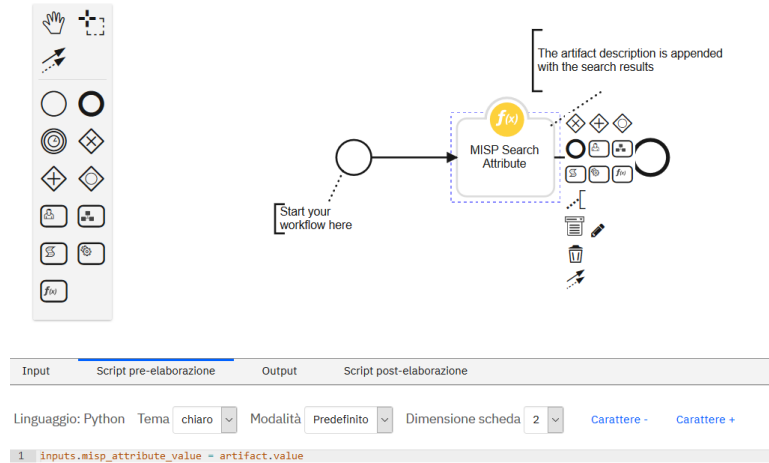 The artifact description is appended
with the search results
f(x)
MISP Search
Attribute
f(x)
Start your
workflow here
f(x)
Input Script pre-elaborazione Output Script post-elaborazione
Linguaggio: Python Tema chiaro Modalità Predefinito Dimensione scheda 2 Carattere - Carattere +
1 inputs.misp_attribute_value = artifact.value